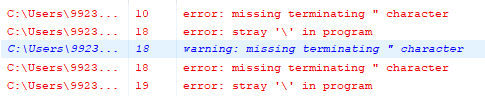 C:\Users\9923... 10 error: missing terminating " character
C:\Users\9923... 18 error: stray '\' in program
C:\Users\9923... 18 warning: missing terminating " character
C:\Users\9923... 18 error: missing terminating " character
C:\Users\9923... 19 error: stray '\' in program